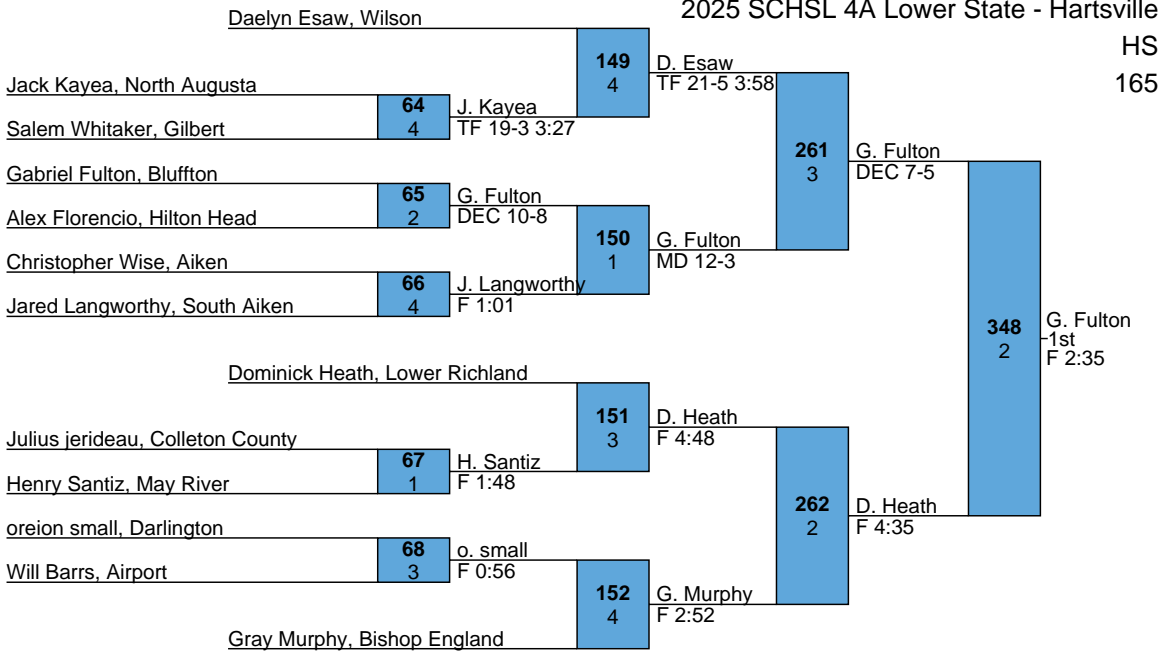 2025 SCHSL 4A Lower State - Hartsville
HS
165
Daelyn Esaw, Wilson
149
4
D. Esaw
TF 21-5 3:58
Jack Kayea, North Augusta
64
4
J. Kayea
TF 19-3 3:27
Salem Whitaker, Gilbert
261
3
G. Fulton
DEC 7-5
Gabriel Fulton, Bluffton
65
2
G. Fulton
DEC 10-8
Alex Florencio, Hilton Head
150
1
G. Fulton
MD 12-3
Christopher Wise, Aiken
66
4
J. Langworthy
F 1:01
Jared Langworthy, South Aiken
348
2
G. Fulton
1st
F 2:35
Dominick Heath, Lower Richland
151
3
D. Heath
F 4:48
Julius jerideau, Colleton County
67
1
H. Santiz
F 1:48
Henry Santiz, May River
262
2
D. Heath
F 4:35
oreion small, Darlington
68
3
o. small
F 0:56
Will Barrs, Airport
152
4
G. Murphy
F 2:52
Gray Murphy, Bishop England